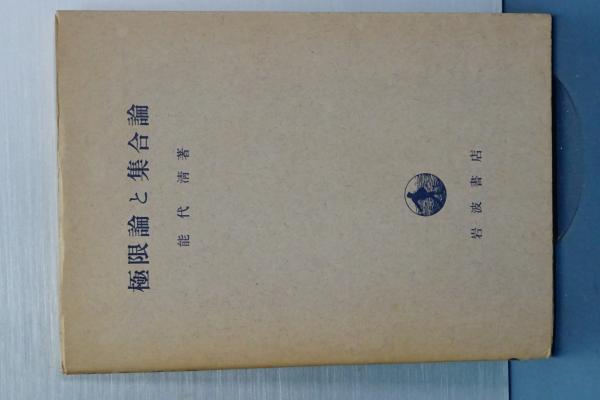 極限論と集合論
能代 清 著
岩波書店